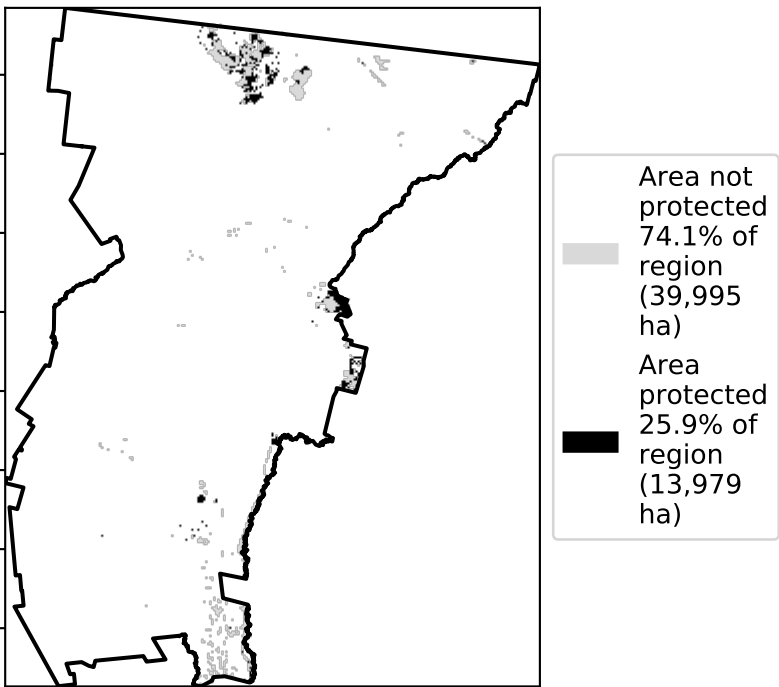 Area not
protected
74.1% of
region
(39,995
ha)
Area
protected
25.9% of
region
(13,979
ha)